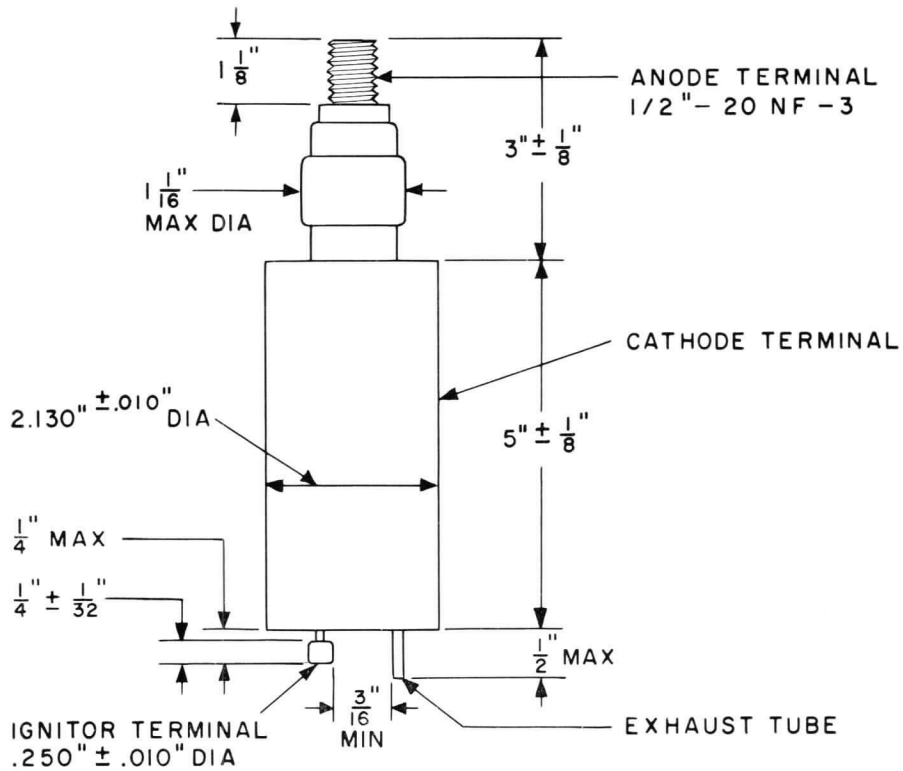 1 1/8"
ANODE TERMINAL
1/2"- 20 NF -3
3" ± 1/8"
1 1/16"
MAX DIA
CATHODE TERMINAL
2.130" ±.010"
DIA
5" ± 1/8"
1/4" MAX
1/4" ± 1/32"
1/2" MAX
3/16"
MIN
IGNITOR TERMINAL
.250" ± .010" DIA
EXHAUST TUBE